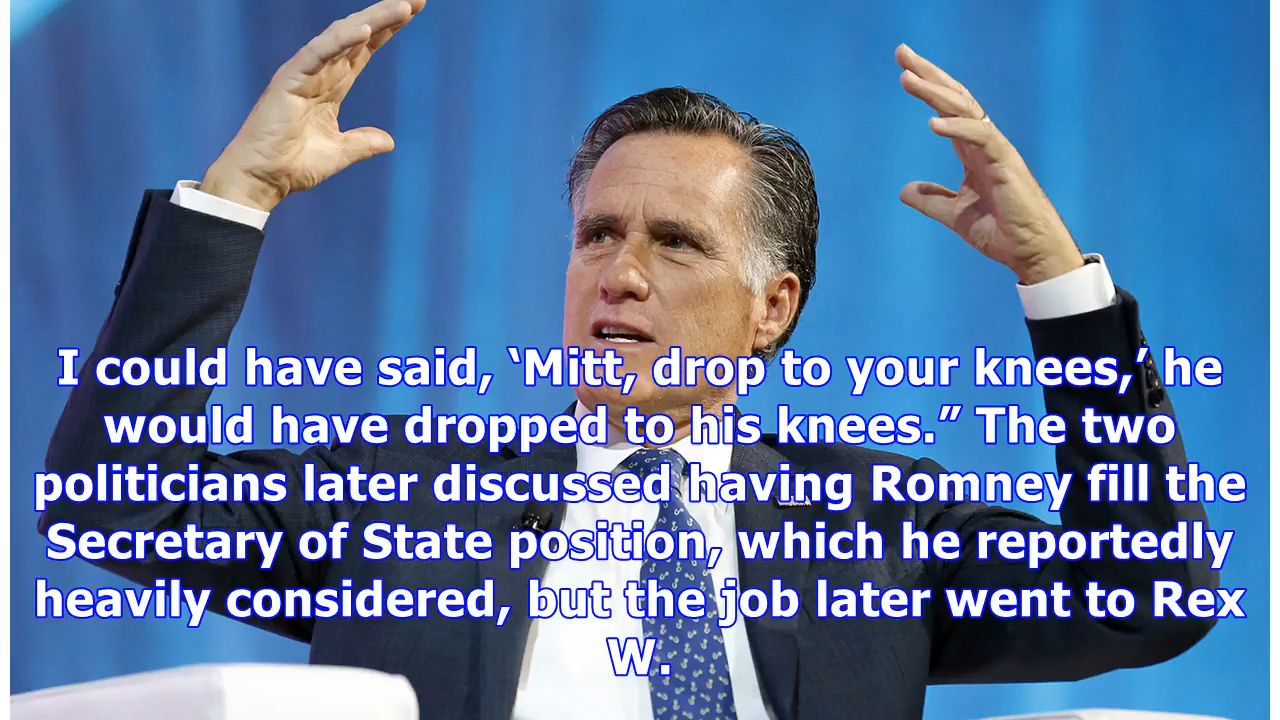 I could have said, ‘Mitt, drop to your knees,’ he
would have dropped to his knees.” The two
politicians later discussed having Romney fill the
Secretary of State position, which he reportedly
heavily considered, but the job later went to Rex
W.